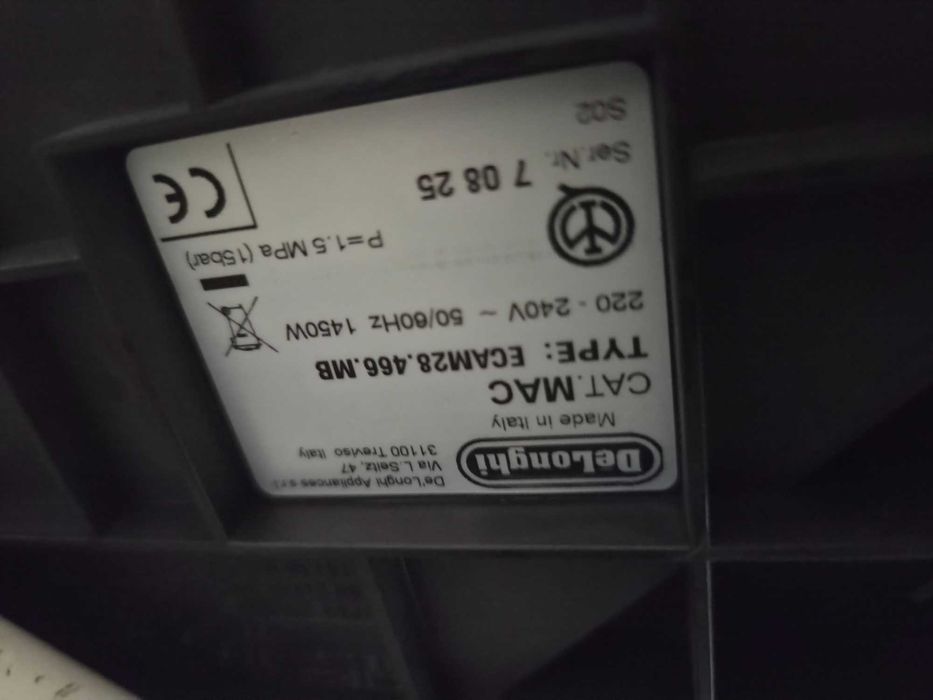 DeLonghi
De'Longhi Appliances s.r.l.
Via L.Seitz, 47
31100 Treviso Italy
Made in Italy
CAT.MAC
TYPE: ECAM28.466.MB
220 - 240V ~ 50/60Hz 1450W
P=1.5 MPa (15bar)
Ser.Nr. 7 08 25
S02
CE